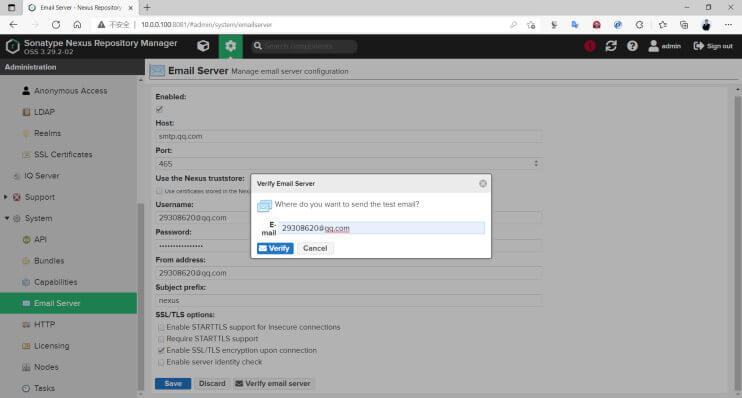 Email Server - Nexus Repository
不安全 | 10.0.0.100:8081/#admin/system/emailserver
Sonatype Nexus Repository Manager
OSS 3.29.2-02
Search components
admin
Sign out
Administration
Anonymous Access
LDAP
Realms
SSL Certificates
IQ Server
Support
System
API
Bundles
Capabilities
Email Server
HTTP
Licensing
Nodes
Tasks
Email Server Manage email server configuration
Enabled:
Host:
smtp.qq.com
Port:
465
Use the Nexus truststore:
Use certificates stored in the Nex
Username:
29308620@qq.com
Password:
From address:
29308620@qq.com
Subject prefix:
nexus
SSL/TLS options:
Enable STARTTLS support for insecure connections
Require STARTTLS support
Enable SSL/TLS encryption upon connection
Enable server identity check
Save
Discard
Verify email server
Verify Email Server
Where do you want to send the test email?
E-
mail
29308620@qq.com
Verify
Cancel